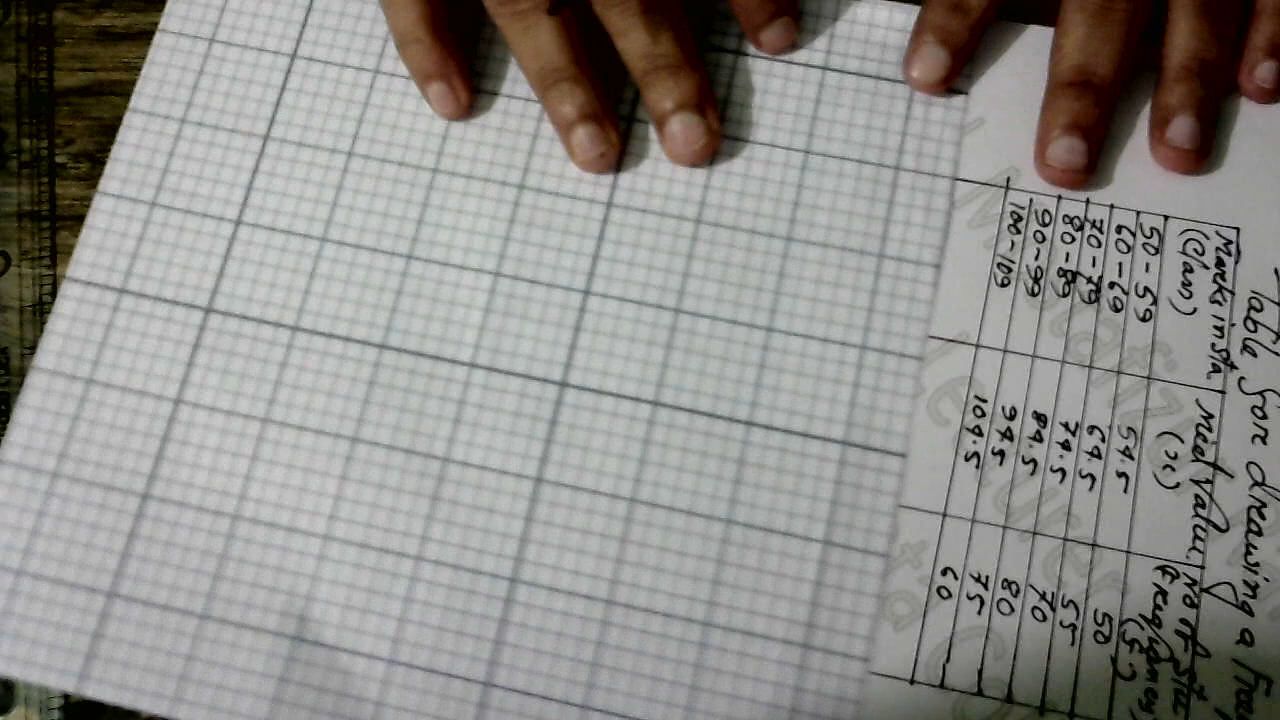 Table for drawing a Freq
Marks in Sta (Class) Mid Value (x) No of Stu Frequency (f)
50-59 54.5 50
60-69 64.5 55
70-79 74.5 70
80-89 84.5 80
90-99 94.5 75
100-109 104.5 60